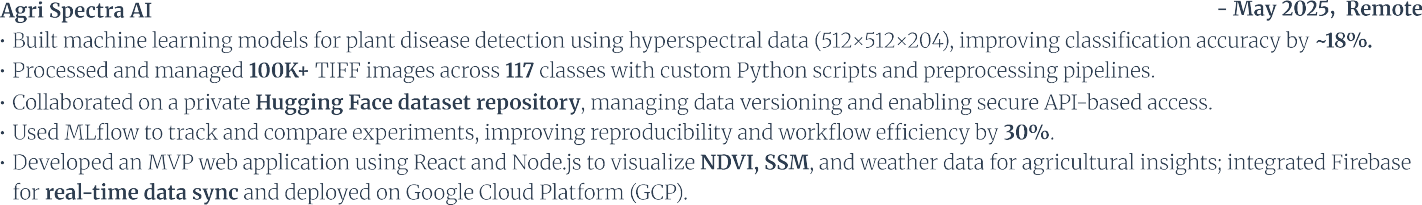 Agri Spectra AI - May 2025, Remote
· Built machine learning models for plant disease detection using hyperspectral data (512×512×204), improving classification accuracy by ~18%.
· Processed and managed 100K+ TIFF images across 117 classes with custom Python scripts and preprocessing pipelines.
· Collaborated on a private Hugging Face dataset repository, managing data versioning and enabling secure API-based access.
· Used MLflow to track and compare experiments, improving reproducibility and workflow efficiency by 30%.
· Developed an MVP web application using React and Node.js to visualize NDVI, SSM, and weather data for agricultural insights; integrated Firebase
for real-time data sync and deployed on Google Cloud Platform (GCP).